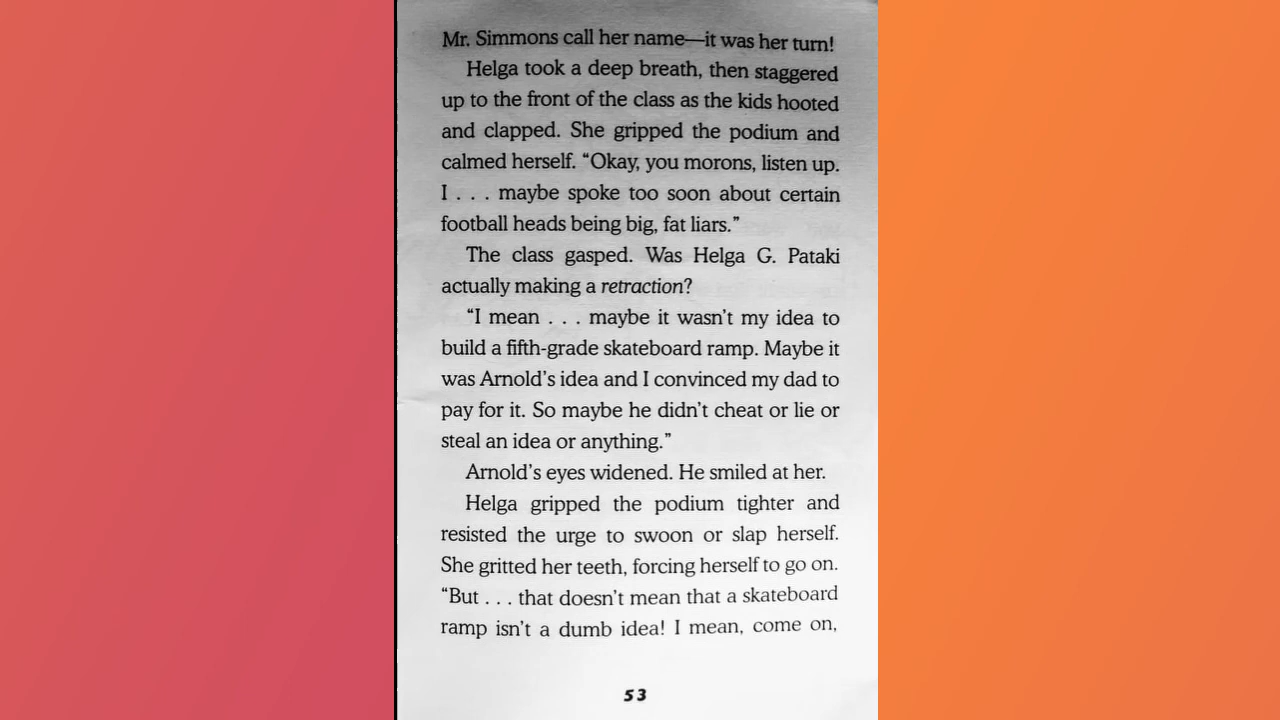 Mr. Simmons call her name—it was her turn!
Helga took a deep breath, then staggered
up to the front of the class as the kids hooted
and clapped. She gripped the podium and
calmed herself. “Okay, you morons, listen up.
I . . . maybe spoke too soon about certain
football heads being big, fat liars.”
The class gasped. Was Helga G. Pataki
actually making a retraction?
“I mean . . . maybe it wasn’t my idea to
build a fifth-grade skateboard ramp. Maybe it
was Arnold’s idea and I convinced my dad to
pay for it. So maybe he didn’t cheat or lie or
steal an idea or anything.”
Arnold’s eyes widened. He smiled at her.
Helga gripped the podium tighter and
resisted the urge to swoon or slap herself.
She gritted her teeth, forcing herself to go on.
“But . . . that doesn’t mean that a skateboard
ramp isn’t a dumb idea! I mean, come on,
53